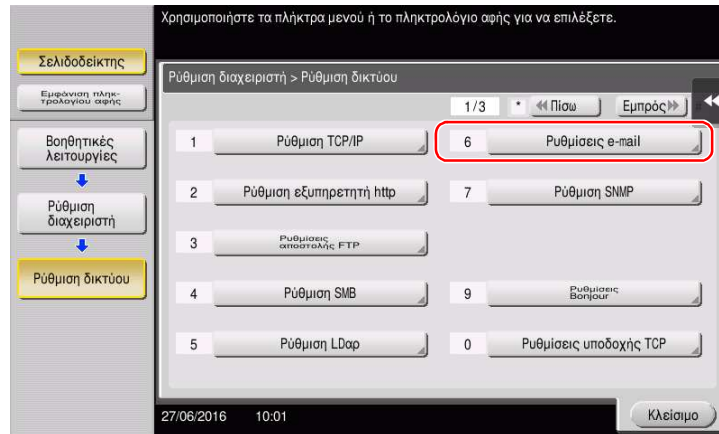 Χρησιμοποιήστε τα πλήκτρα μενού ή το πληκτρολόγιο αφής για να επιλέξετε.
Σελιδοδείκτης
Εμφάνιση πληκ-
τρολογίου αφής
Βοηθητικές
λειτουργίες
Ρύθμιση
διαχειριστή
Ρύθμιση δικτύου
Ρύθμιση διαχειριστή > Ρύθμιση δικτύου
1/3 * Πίσω Εμπρός
1 Ρύθμιση TCP/IP
6 Ρυθμίσεις e-mail
2 Ρύθμιση εξυπηρετητή http
7 Ρύθμιση SNMP
3 Ρυθμίσεις
αποστολής FTP
4 Ρύθμιση SMB
9 Ρυθμίσεις
Bonjour
5 Ρύθμιση LDαρ
0 Ρυθμίσεις υποδοχής TCP
27/06/2016 10:01
Κλείσιμο